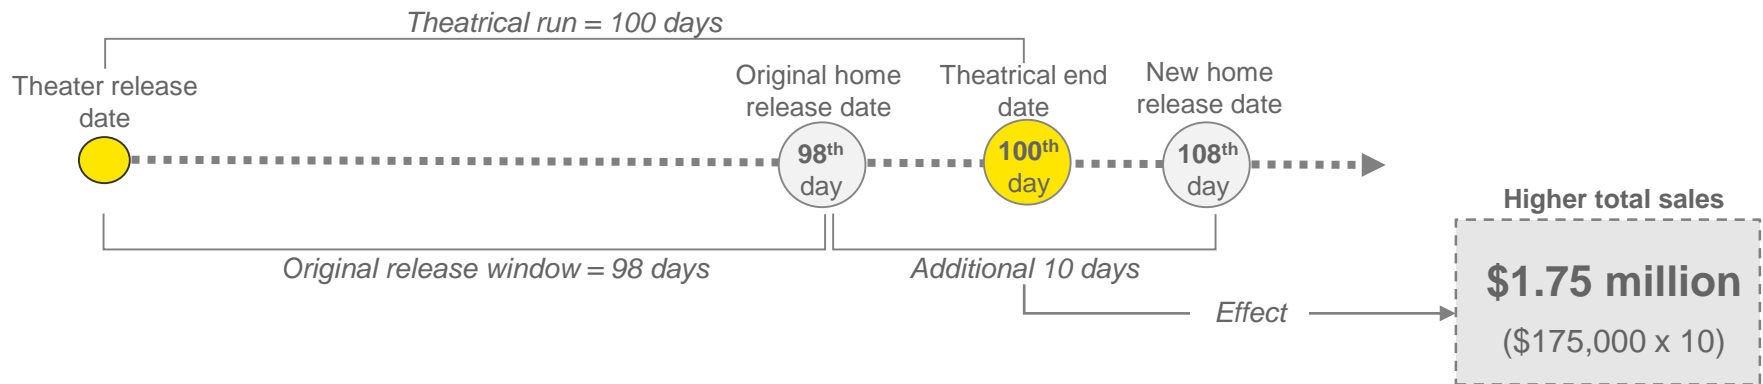 Theatrical run = 100 days
Theater release
date
Original home
release date
Theatrical end
date
New home
release date
98th
day
100th
day
108th
day
Original release window = 98 days
Additional 10 days
Effect
Higher total sales
$1.75 million
($175,000 x 10)